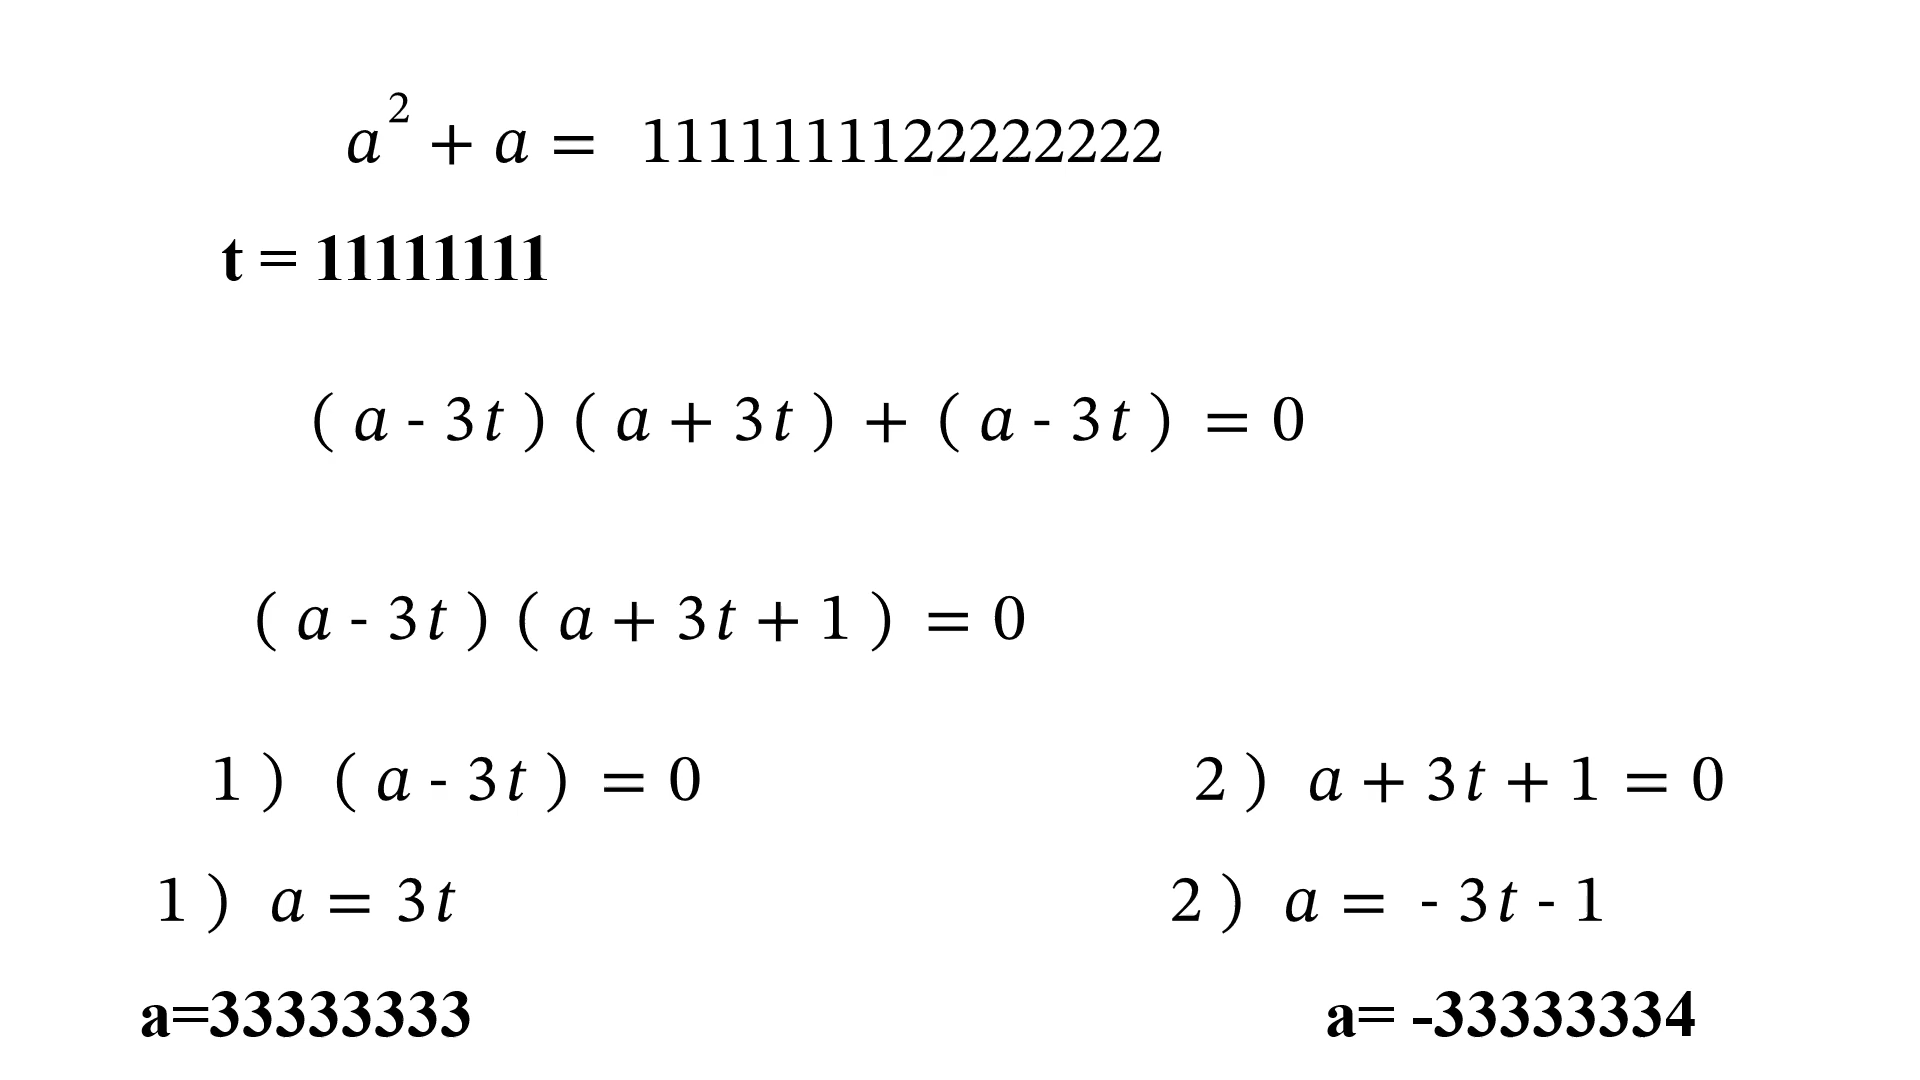 a² + a = 1111111122222222
t = 11111111
( a - 3t ) ( a + 3t ) + ( a - 3t ) = 0
( a - 3t ) ( a + 3t + 1 ) = 0
1 ) ( a - 3t ) = 0
2 ) a + 3t + 1 = 0
1 ) a = 3t
2 ) a = - 3t - 1
a=33333333
a= -33333334